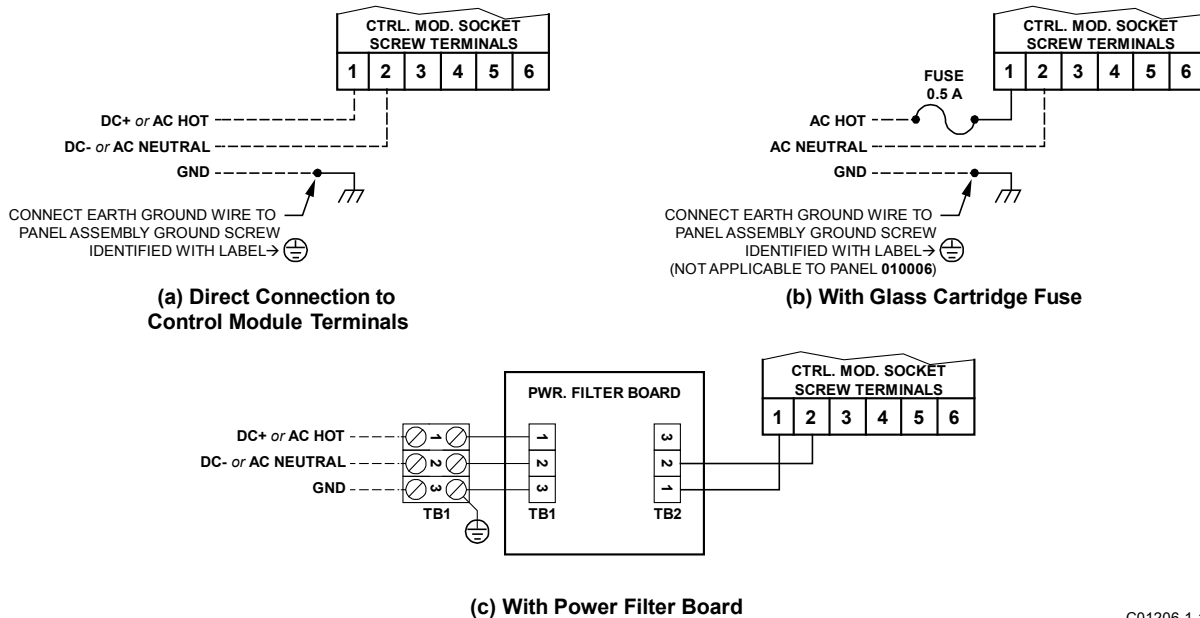 CTRL. MOD. SOCKET
SCREW TERMINALS
1 2 3 4 5 6
DC+ or AC HOT
DC- or AC NEUTRAL
GND
CONNECT EARTH GROUND WIRE TO
PANEL ASSEMBLY GROUND SCREW
IDENTIFIED WITH LABEL→
(a) Direct Connection to
Control Module Terminals
CTRL. MOD. SOCKET
SCREW TERMINALS
1 2 3 4 5 6
FUSE
0.5 A
AC HOT
AC NEUTRAL
GND
CONNECT EARTH GROUND WIRE TO
PANEL ASSEMBLY GROUND SCREW
IDENTIFIED WITH LABEL→
(NOT APPLICABLE TO PANEL 010006)
(b) With Glass Cartridge Fuse
CTRL. MOD. SOCKET
SCREW TERMINALS
1 2 3 4 5 6
PWR. FILTER BOARD
DC+ or AC HOT
DC- or AC NEUTRAL
GND
1
2
3
TB1
1
2
3
TB1
3
2
1
TB2
(c) With Power Filter Board